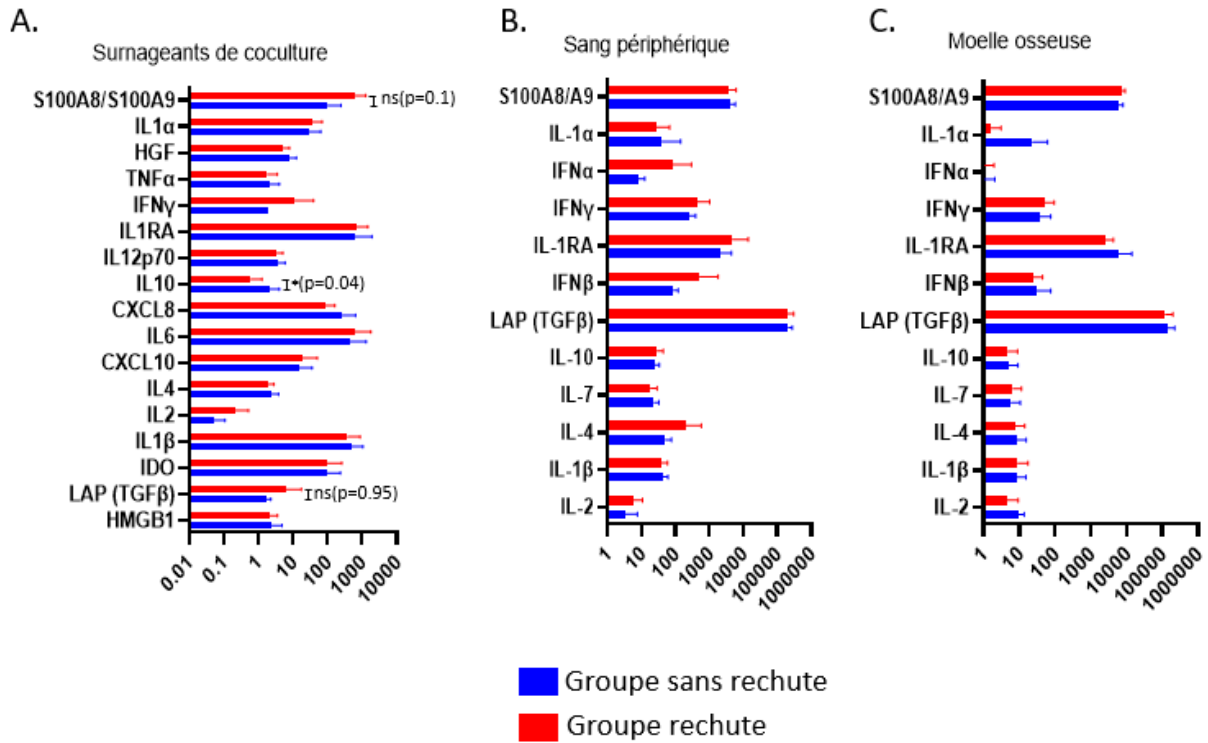 A.
Surnageants de coculture
S100A8/S100A9
ns(p=0.1)
IL1α
HGF
TNFα
IFNγ
IL1RA
IL12p70
IL10
*(p=0.04)
CXCL8
IL6
CXCL10
IL4
IL2
IL1β
IDO
LAP (TGFβ)
ns(p=0.95)
HMGB1
0.01
0.1
1
10
100
1000
10000
B.
Sang périphérique
S100A8/A9
IL-1α
IFNα
IFNγ
IL-1RA
IFNβ
LAP (TGFβ)
IL-10
IL-7
IL-4
IL-1β
IL-2
1
10
100
1000
10000
100000
1000000
C.
Moelle osseuse
S100A8/A9
IL-1α
IFNα
IFNγ
IL-1RA
IFNβ
LAP (TGFβ)
IL-10
IL-7
IL-4
IL-1β
IL-2
1
10
100
1000
10000
100000
1000000
Groupe sans rechute
Groupe rechute